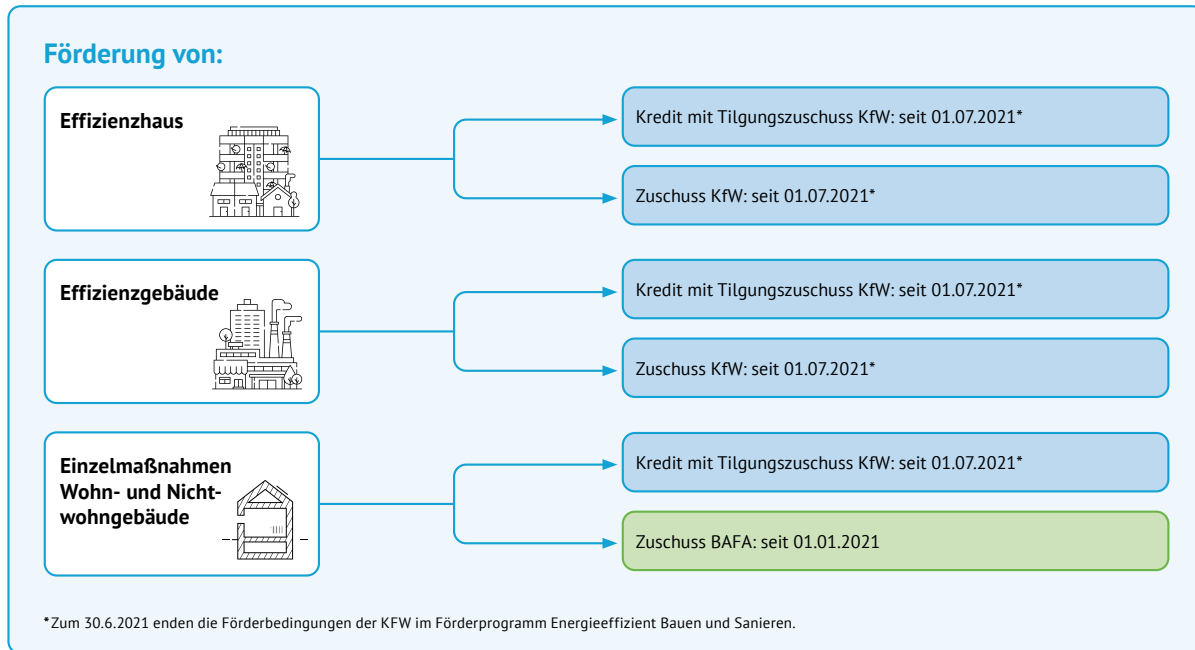 Förderung von:
Effizienzhaus
Kredit mit Tilgungszuschuss KfW: seit 01.07.2021*
Zuschuss KfW: seit 01.07.2021*
Effizienzgebäude
Kredit mit Tilgungszuschuss KfW: seit 01.07.2021*
Zuschuss KfW: seit 01.07.2021*
Einzelmaßnahmen
Wohn- und Nicht-
wohngebäude
Kredit mit Tilgungszuschuss KfW: seit 01.07.2021*
Zuschuss BAFA: seit 01.01.2021
*Zum 30.6.2021 enden die Förderbedingungen der KFW im Förderprogramm Energieeffizient Bauen und Sanieren.